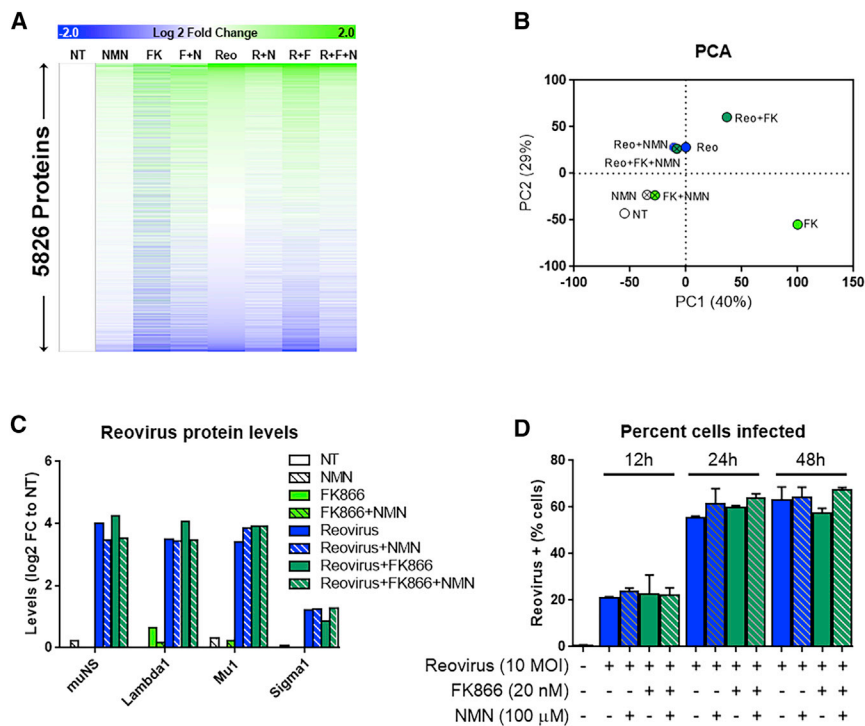 A
-2.0 Log 2 Fold Change 2.0
NT NMN FK F+N Reo R+N R+F R+F+N
5826 Proteins
B
PCA
100
50
0
-50
-100
-100 -50 0 50 100 150
PC2 (29%)
PC1 (40%)
Reo+FK
Reo+NMN
Reo
Reo+FK+NMN
NMN
FK+NMN
NT
FK
C
Reovirus protein levels
Levels (log2 FC to NT)
6
4
2
0
muNS Lambda1 Mu1 Sigma1
NT
NMN
FK866
FK866+NMN
Reovirus
Reovirus+NMN
Reovirus+FK866
Reovirus+FK866+NMN
D
Percent cells infected
12h 24h 48h
Reovirus + (% cells)
80
60
40
20
0
Reovirus (10 MOI) - + + + + + + + + + + + +
FK866 (20 nM) - - - + + - - + + - - + +
NMN (100 μM) - - + - + - + - + - + - +